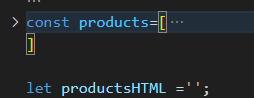 const products=[…
]
let productsHTML ='';